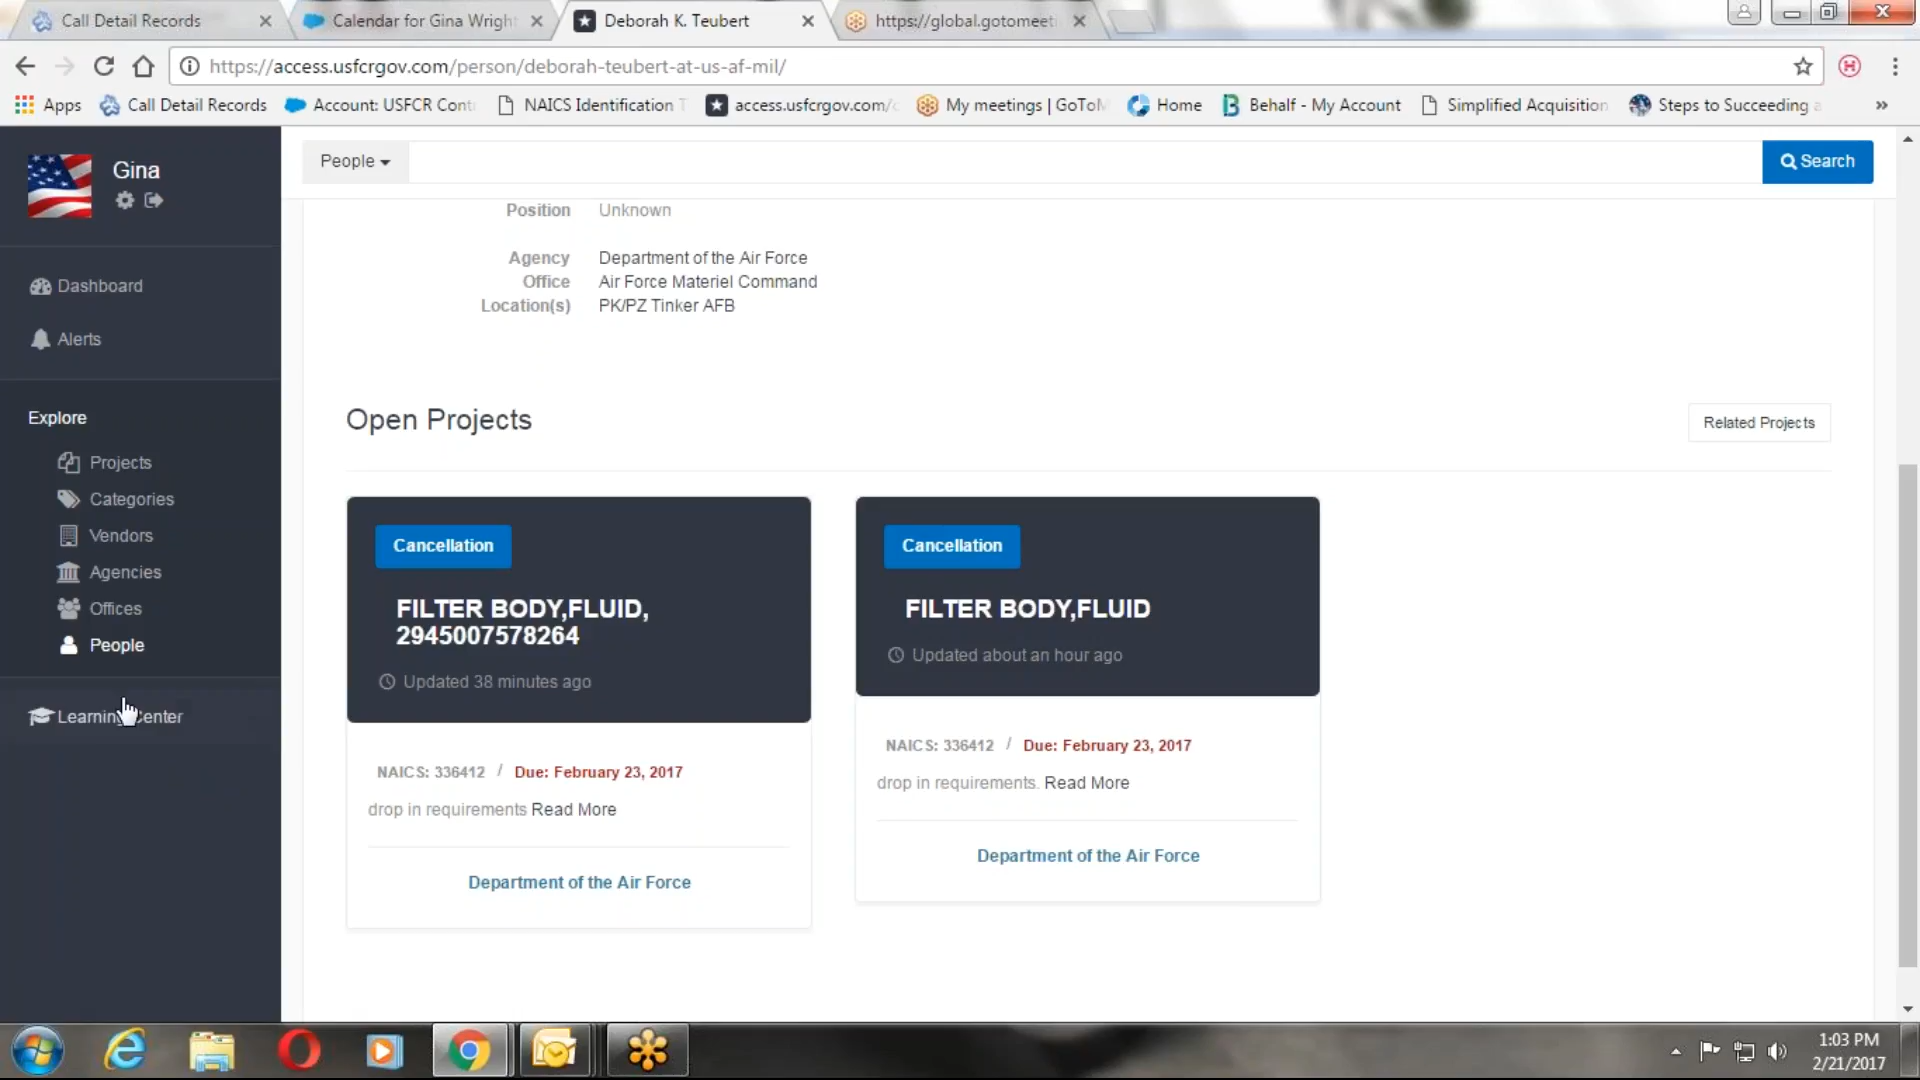 Call Detail Records
Calendar for Gina Wrigh
Deborah K. Teubert
https://global.gotomeeti
https://access.usfcrgov.com/person/deborah-teubert-at-us-af-mil/
Apps
Call Detail Records
Account: USFCR Cont
NAICS Identification T
access.usfcrgov.com/c
My meetings | GoToM
Home
Behalf - My Account
Simplified Acquisition
Steps to Succeeding a
»
Gina
People
Search
Position Unknown
Agency Department of the Air Force
Office Air Force Materiel Command
Location(s) PK/PZ Tinker AFB
Dashboard
Alerts
Explore
Projects
Categories
Vendors
Agencies
Offices
People
Learning Center
Open Projects
Related Projects
Cancellation
FILTER BODY,FLUID,
2945007578264
Updated 38 minutes ago
NAICS: 336412 / Due: February 23, 2017
drop in requirements Read More
Department of the Air Force
Cancellation
FILTER BODY,FLUID
Updated about an hour ago
NAICS: 336412 / Due: February 23, 2017
drop in requirements. Read More
Department of the Air Force
1:03 PM
2/21/2017